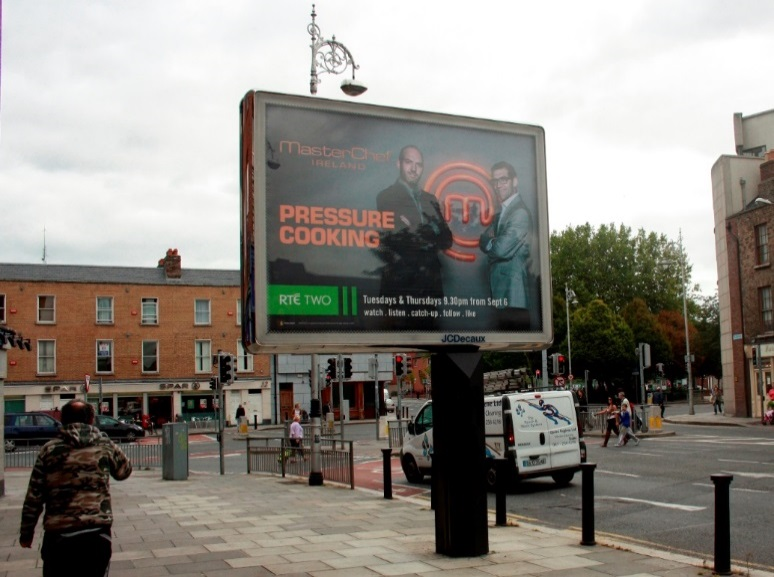 MasterChef
IRELAND
PRESSURE
COOKING
RTÉ TWO
Tuesdays & Thursdays 9.30pm from Sept 6
watch . listen . catch-up . follow . like
JCDecaux
SPAR
SPAR